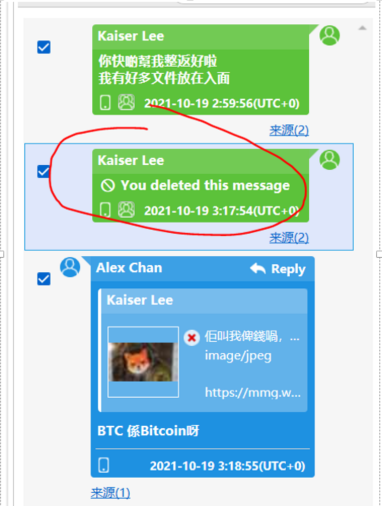 Kaiser Lee
你快啲幫我整返好啦
我有好多文件放在入面
2021-10-19 2:59:56(UTC+0)
来源(2)
Kaiser Lee
You deleted this message
2021-10-19 3:17:54(UTC+0)
来源(2)
Alex Chan
Reply
Kaiser Lee
佢叫我俾錢喎，...
image/jpeg
https://mmg.w...
BTC 係Bitcoin呀
2021-10-19 3:18:55(UTC+0)
来源(1)